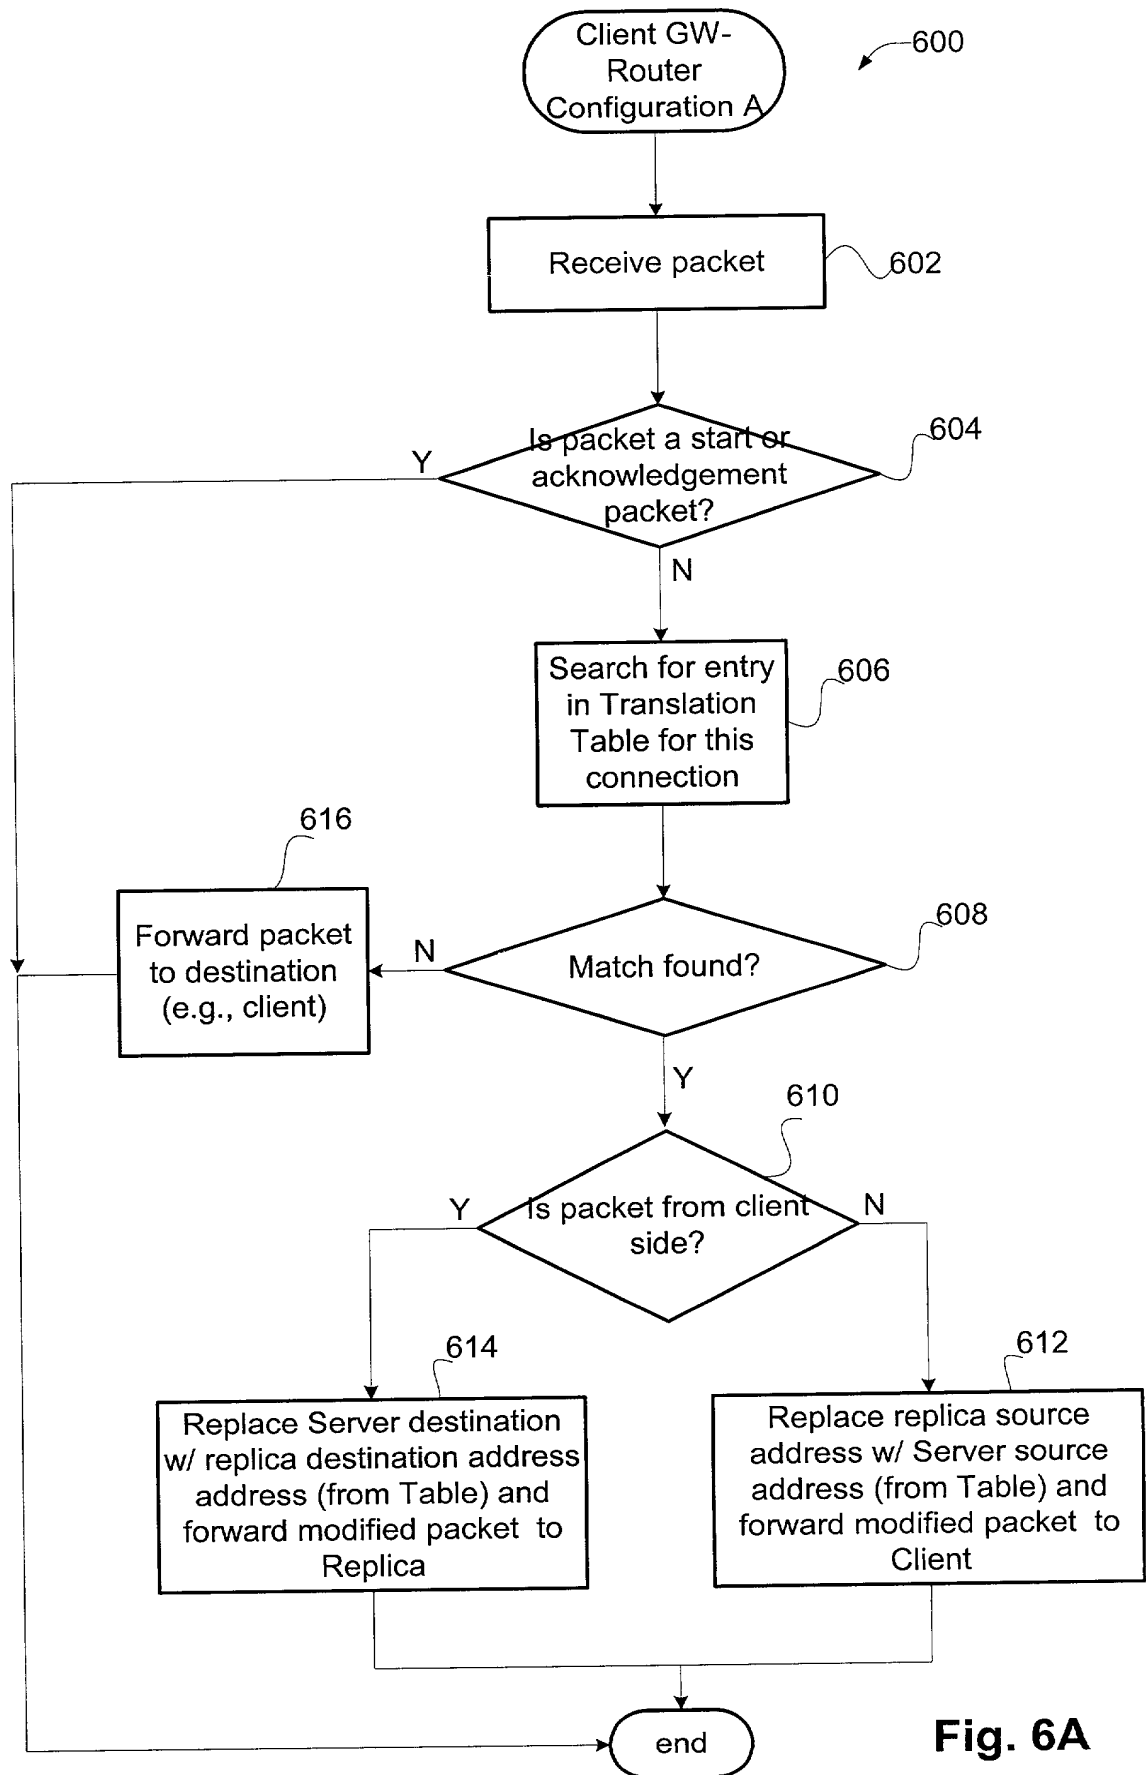 Client GW-
Router
Configuration A
600
Receive packet
602
Is packet a start or
acknowledgement
packet?
604
Y
N
Search for entry
in Translation
Table for this
connection
606
616
Forward packet
to destination
(e.g., client)
N
Match found?
608
Y
610
Y
Is packet from client
side?
N
614
612
Replace Server destination
w/ replica destination address
address (from Table) and
forward modified packet to
Replica
Replace replica source
address w/ Server source
address (from Table) and
forward modified packet to
Client
end
Fig. 6A